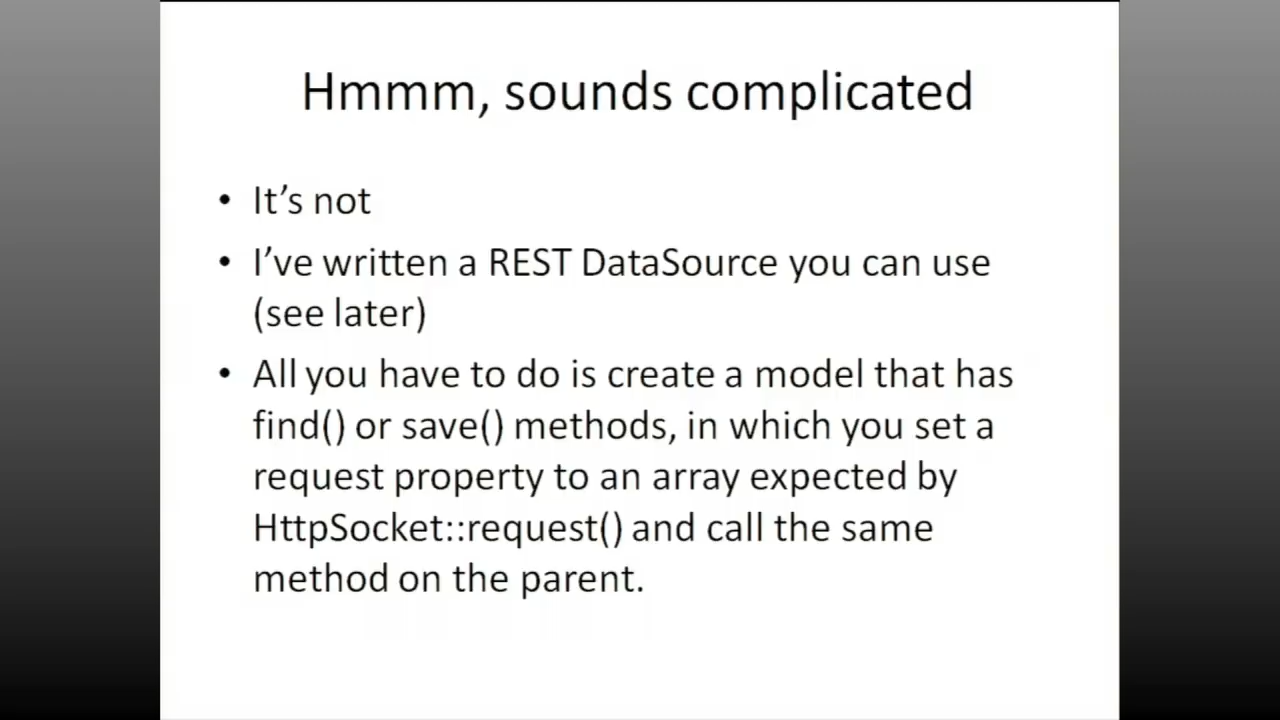 Hmmm, sounds complicated
• It’s not
• I’ve written a REST DataSource you can use
(see later)
• All you have to do is create a model that has
find() or save() methods, in which you set a
request property to an array expected by
HttpSocket::request() and call the same
method on the parent.